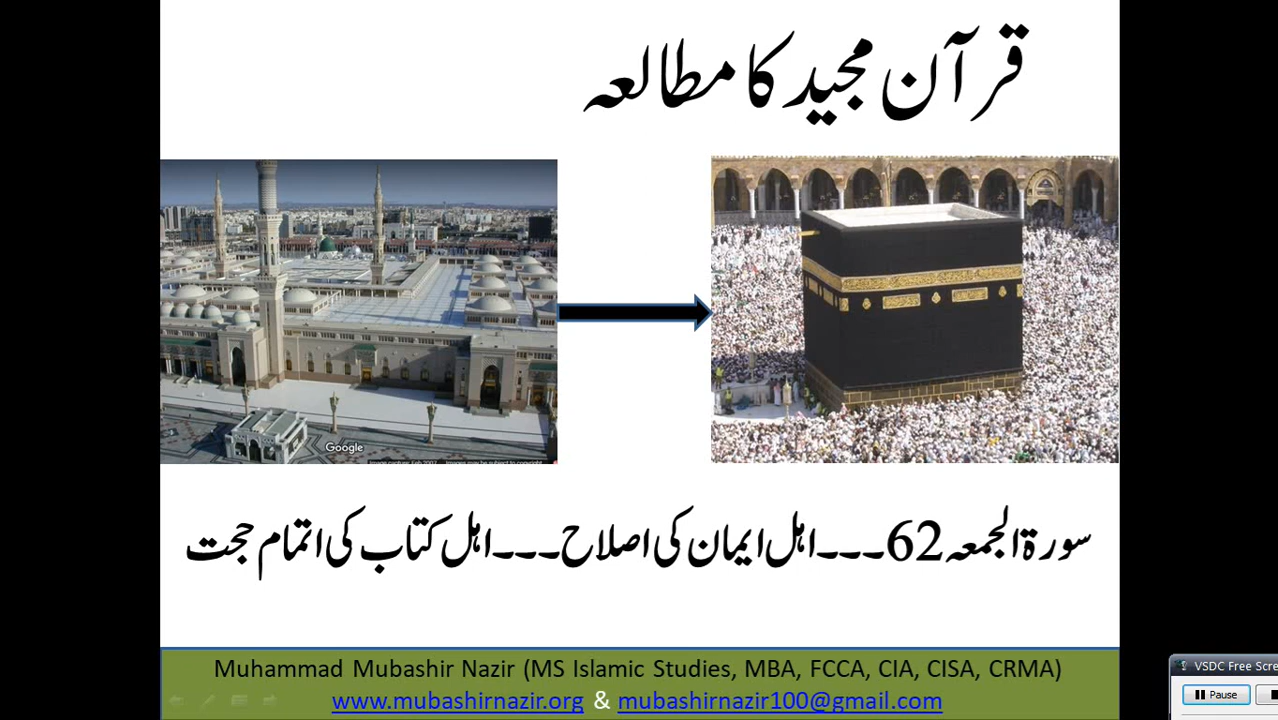 قرآن مجید کا مطالعہ
Google
سورۃ الجمعہ 62۔۔۔اہل ایمان کی اصلاح۔۔۔اہل کتاب کی اتمام حجت
Muhammad Mubashir Nazir (MS Islamic Studies, MBA, FCCA, CIA, CISA, CRMA)
www.mubashirnazir.org & mubashirnazir100@gmail.com
VSDC Free Scre
Pause